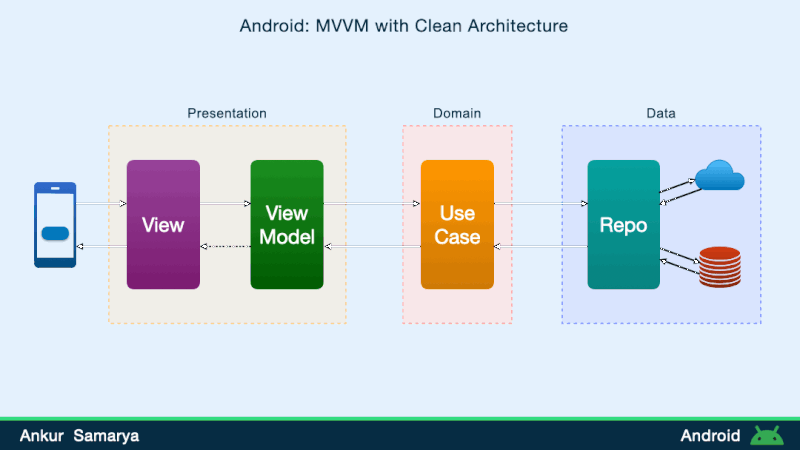 Android: MVVM with Clean Architecture
Presentation
Domain
Data
View
View
Model
Use
Case
Repo
Ankur Samarya
Android